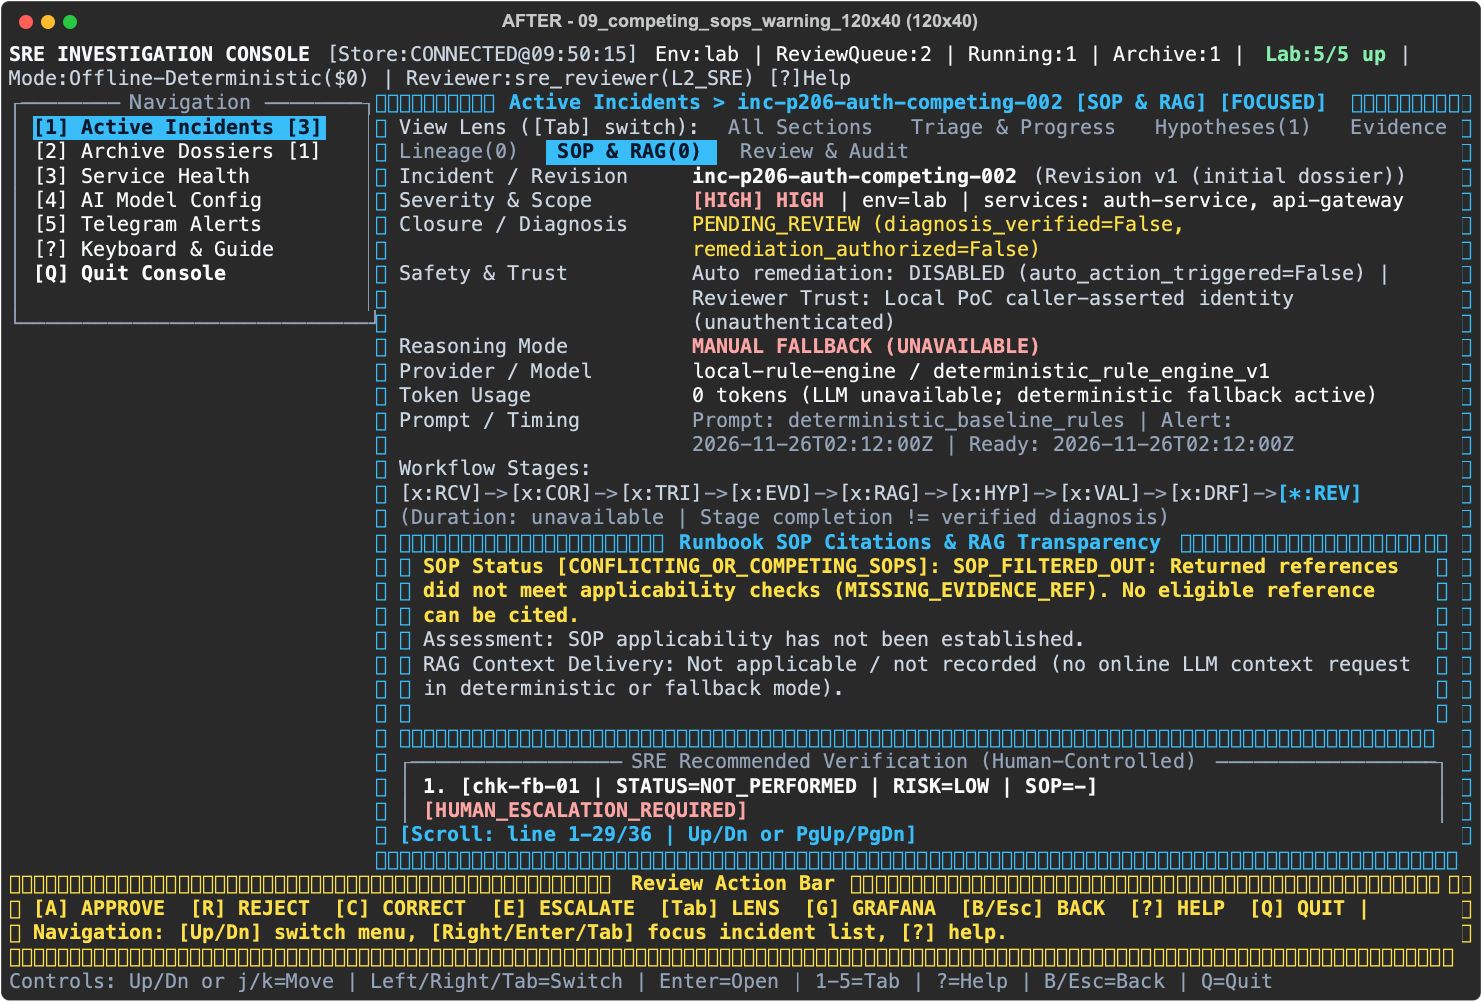 AFTER - 09_competing_sops_warning_120x40 (120x40)
SRE INVESTIGATION CONSOLE [Store:CONNECTED@09:50:15] Env:lab | ReviewQueue:2 | Running:1 | Archive:1 | Lab:5/5 up |
Mode:Offline-Deterministic($0) | Reviewer:sre_reviewer(L2_SRE) [?]Help
Navigation
[1] Active Incidents [3]
[2] Archive Dossiers [1]
[3] Service Health
[4] AI Model Config
[5] Telegram Alerts
[?] Keyboard & Guide
[Q] Quit Console
Active Incidents > inc-p206-auth-competing-002 [SOP & RAG] [FOCUSED]
View Lens ([Tab] switch): All Sections Triage & Progress Hypotheses(1) Evidence
Lineage(0) SOP & RAG(0) Review & Audit
Incident / Revision inc-p206-auth-competing-002 (Revision v1 (initial dossier))
Severity & Scope [HIGH] HIGH | env=lab | services: auth-service, api-gateway
Closure / Diagnosis PENDING_REVIEW (diagnosis_verified=False,
remediation_authorized=False)
Safety & Trust Auto remediation: DISABLED (auto_action_triggered=False) |
Reviewer Trust: Local PoC caller-asserted identity
(unauthenticated)
Reasoning Mode MANUAL FALLBACK (UNAVAILABLE)
Provider / Model local-rule-engine / deterministic_rule_engine_v1
Token Usage 0 tokens (LLM unavailable; deterministic fallback active)
Prompt / Timing Prompt: deterministic_baseline_rules | Alert:
2026-11-26T02:12:00Z | Ready: 2026-11-26T02:12:00Z
Workflow Stages:
[x:RCV]->[x:COR]->[x:TRI]->[x:EVD]->[x:RAG]->[x:HYP]->[x:VAL]->[x:DRF]->[*:REV]
(Duration: unavailable | Stage completion != verified diagnosis)
Runbook SOP Citations & RAG Transparency
SOP Status [CONFLICTING_OR_COMPETING_SOPS]: SOP_FILTERED_OUT: Returned references
did not meet applicability checks (MISSING_EVIDENCE_REF). No eligible reference
can be cited.
Assessment: SOP applicability has not been established.
RAG Context Delivery: Not applicable / not recorded (no online LLM context request
in deterministic or fallback mode).
SRE Recommended Verification (Human-Controlled)
1. [chk-fb-01 | STATUS=NOT_PERFORMED | RISK=LOW | SOP=-]
[HUMAN_ESCALATION_REQUIRED]
[Scroll: line 1-29/36 | Up/Dn or PgUp/PgDn]
Review Action Bar
[A] APPROVE [R] REJECT [C] CORRECT [E] ESCALATE [Tab] LENS [G] GRAFANA [B/Esc] BACK [?] HELP [Q] QUIT |
Navigation: [Up/Dn] switch menu, [Right/Enter/Tab] focus incident list, [?] help.
Controls: Up/Dn or j/k=Move | Left/Right/Tab=Switch | Enter=Open | 1-5=Tab | ?=Help | B/Esc=Back | Q=Quit